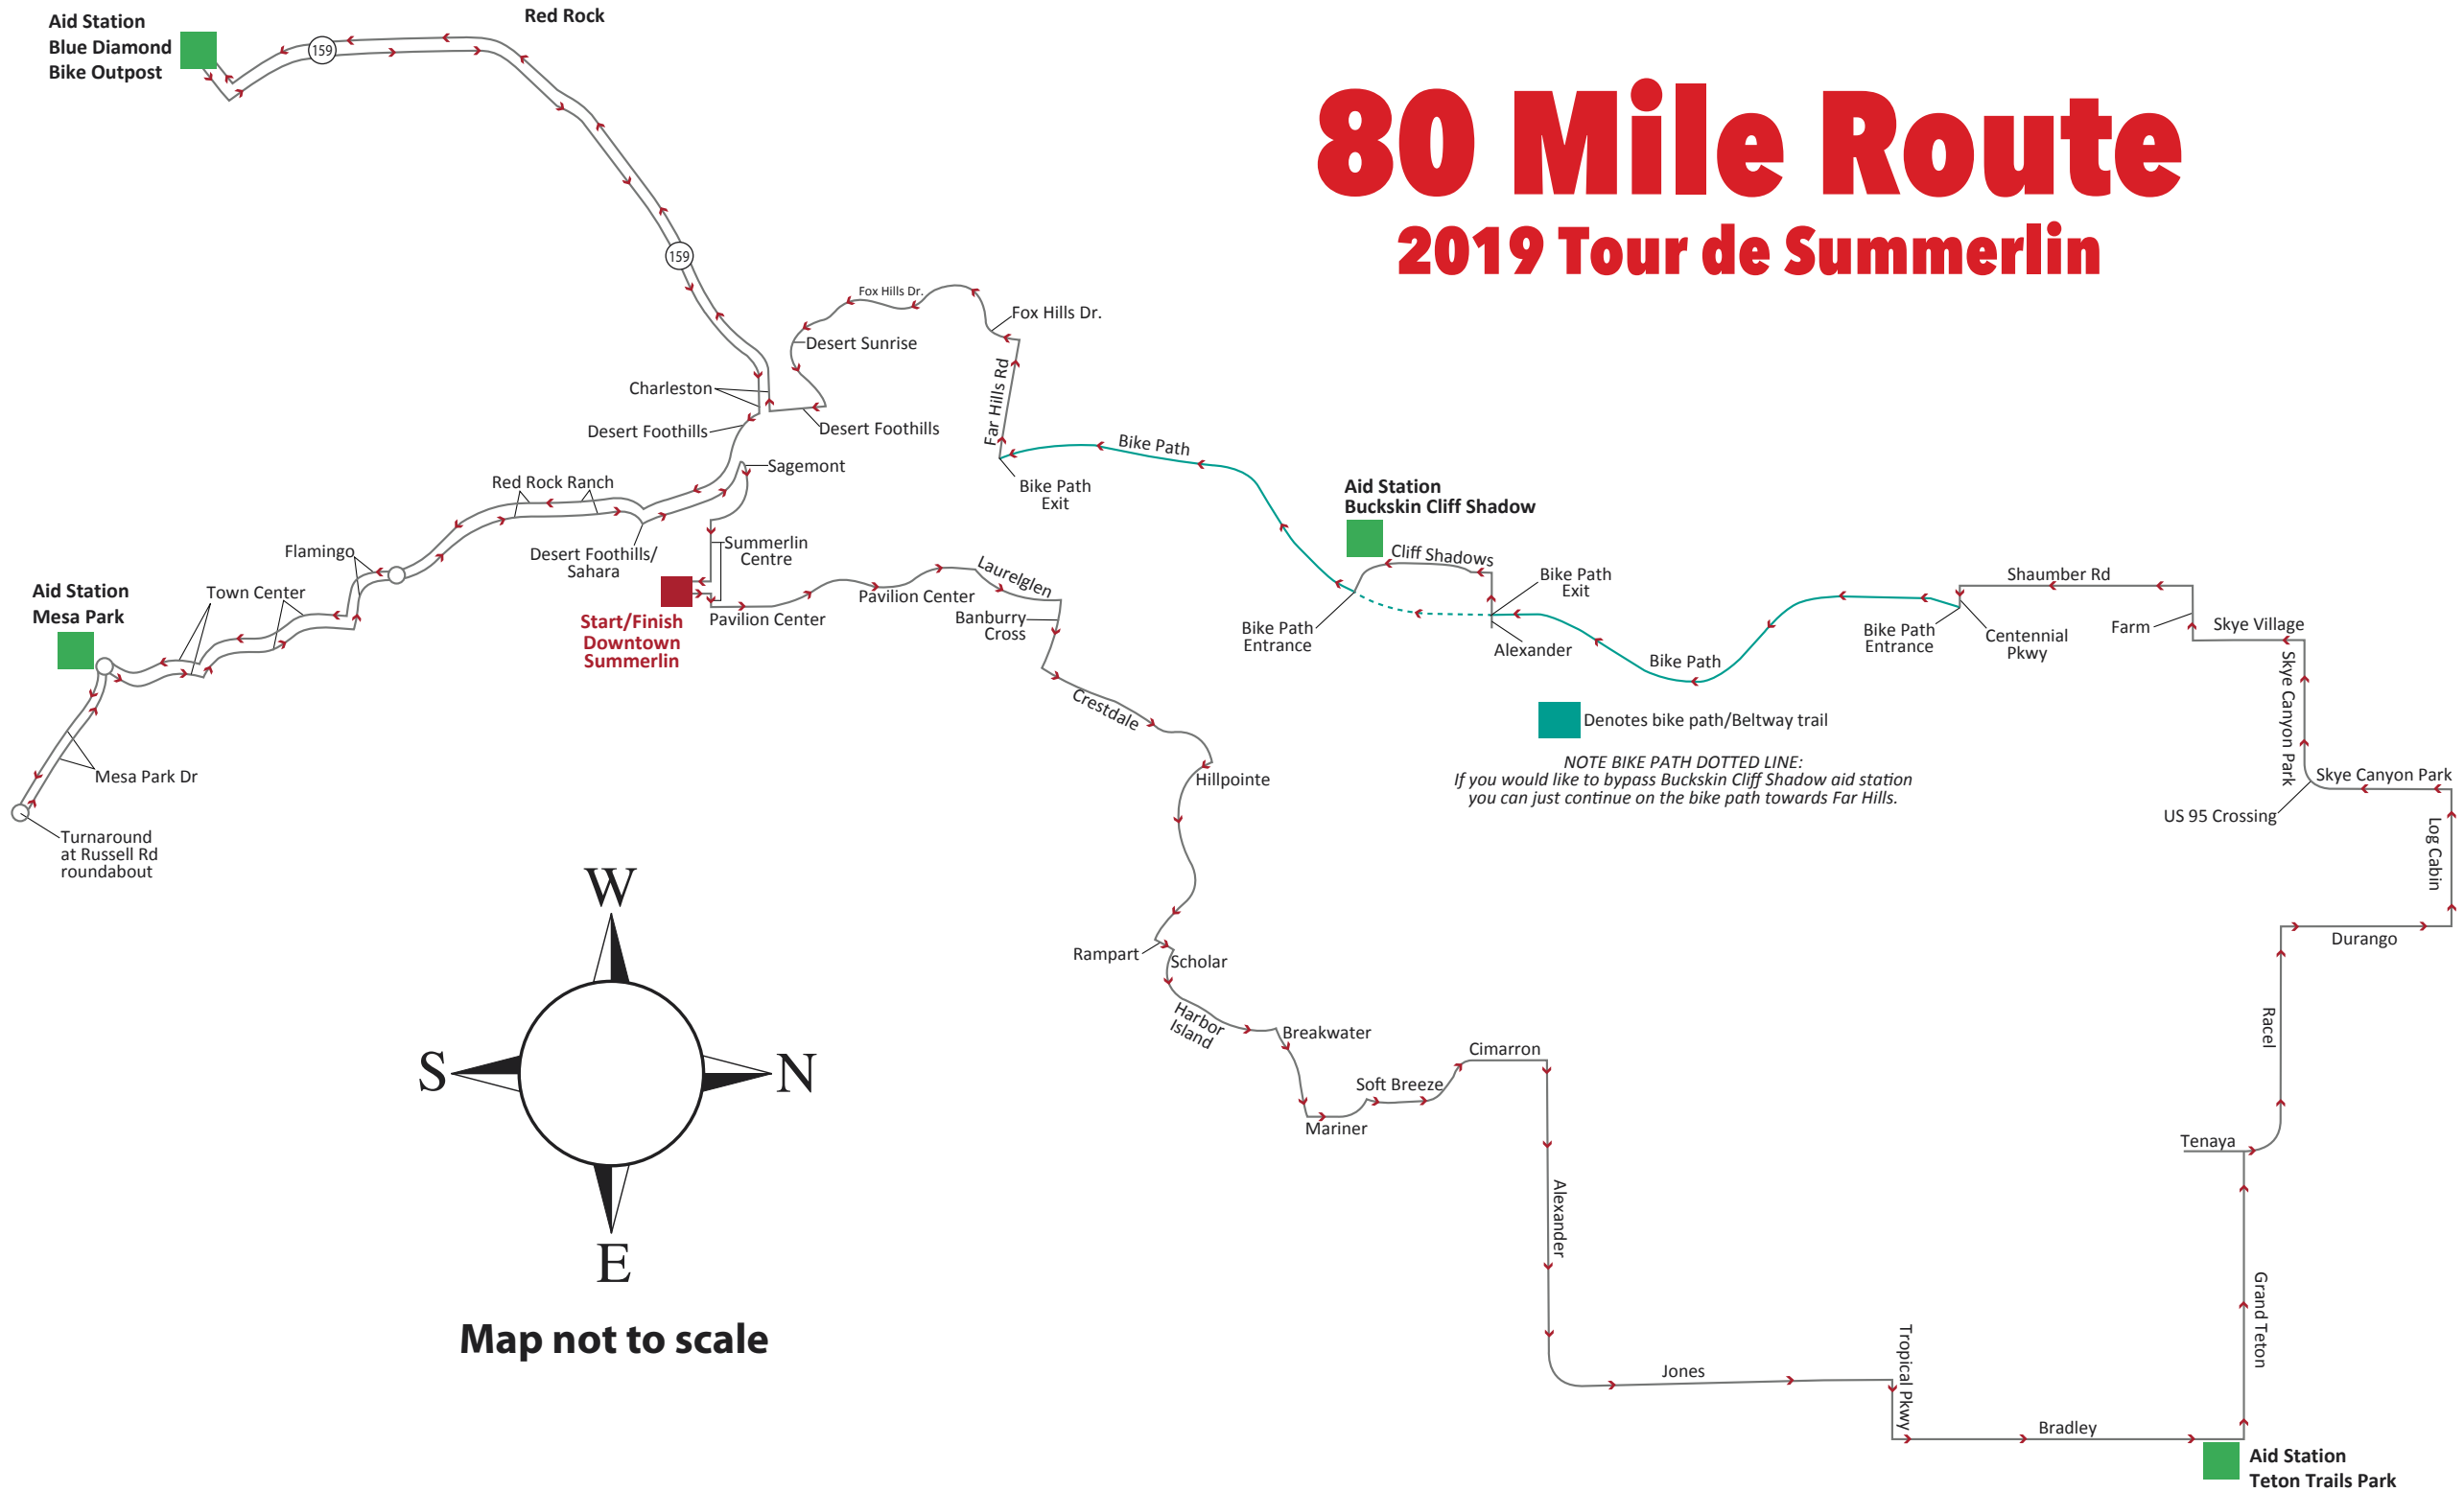 Aid Station
Blue Diamond
Bike Outpost
Red Rock
159
80 Mile Route
2019 Tour de Summerlin
159
Fox Hills Dr.
Fox Hills Dr.
Desert Sunrise
Far Hills Rd
Charleston
Desert Foothills
Desert Foothills
Bike Path
Sagemont
Red Rock Ranch
Bike Path
Exit
Aid Station
Buckskin Cliff Shadow
Cliff Shadows
Bike Path
Exit
Shaumber Rd
Flamingo
Desert Foothills/
Sahara
Summerlin
Centre
Laurelglen
Aid Station
Mesa Park
Town Center
Pavilion Center
Pavilion Center
Banburry
Cross
Start/Finish
Downtown
Summerlin
Bike Path
Entrance
Alexander
Bike Path
Bike Path
Entrance
Centennial
Pkwy
Farm
Skye Village
Skye Canyon Park
Crestdale
Denotes bike path/Beltway trail
NOTE BIKE PATH DOTTED LINE:
If you would like to bypass Buckskin Cliff Shadow aid station
you can just continue on the bike path towards Far Hills.
Mesa Park Dr
Hillpointe
Skye Canyon Park
US 95 Crossing
Turnaround
at Russell Rd
roundabout
Log Cabin
Durango
Rampart
Scholar
Harbor
Island
Breakwater
Racel
W
S
N
E
Cimarron
Soft Breeze
Mariner
Tenaya
Alexander
Grand Teton
Map not to scale
Jones
Tropical Pkwy
Bradley
Aid Station
Teton Trails Park